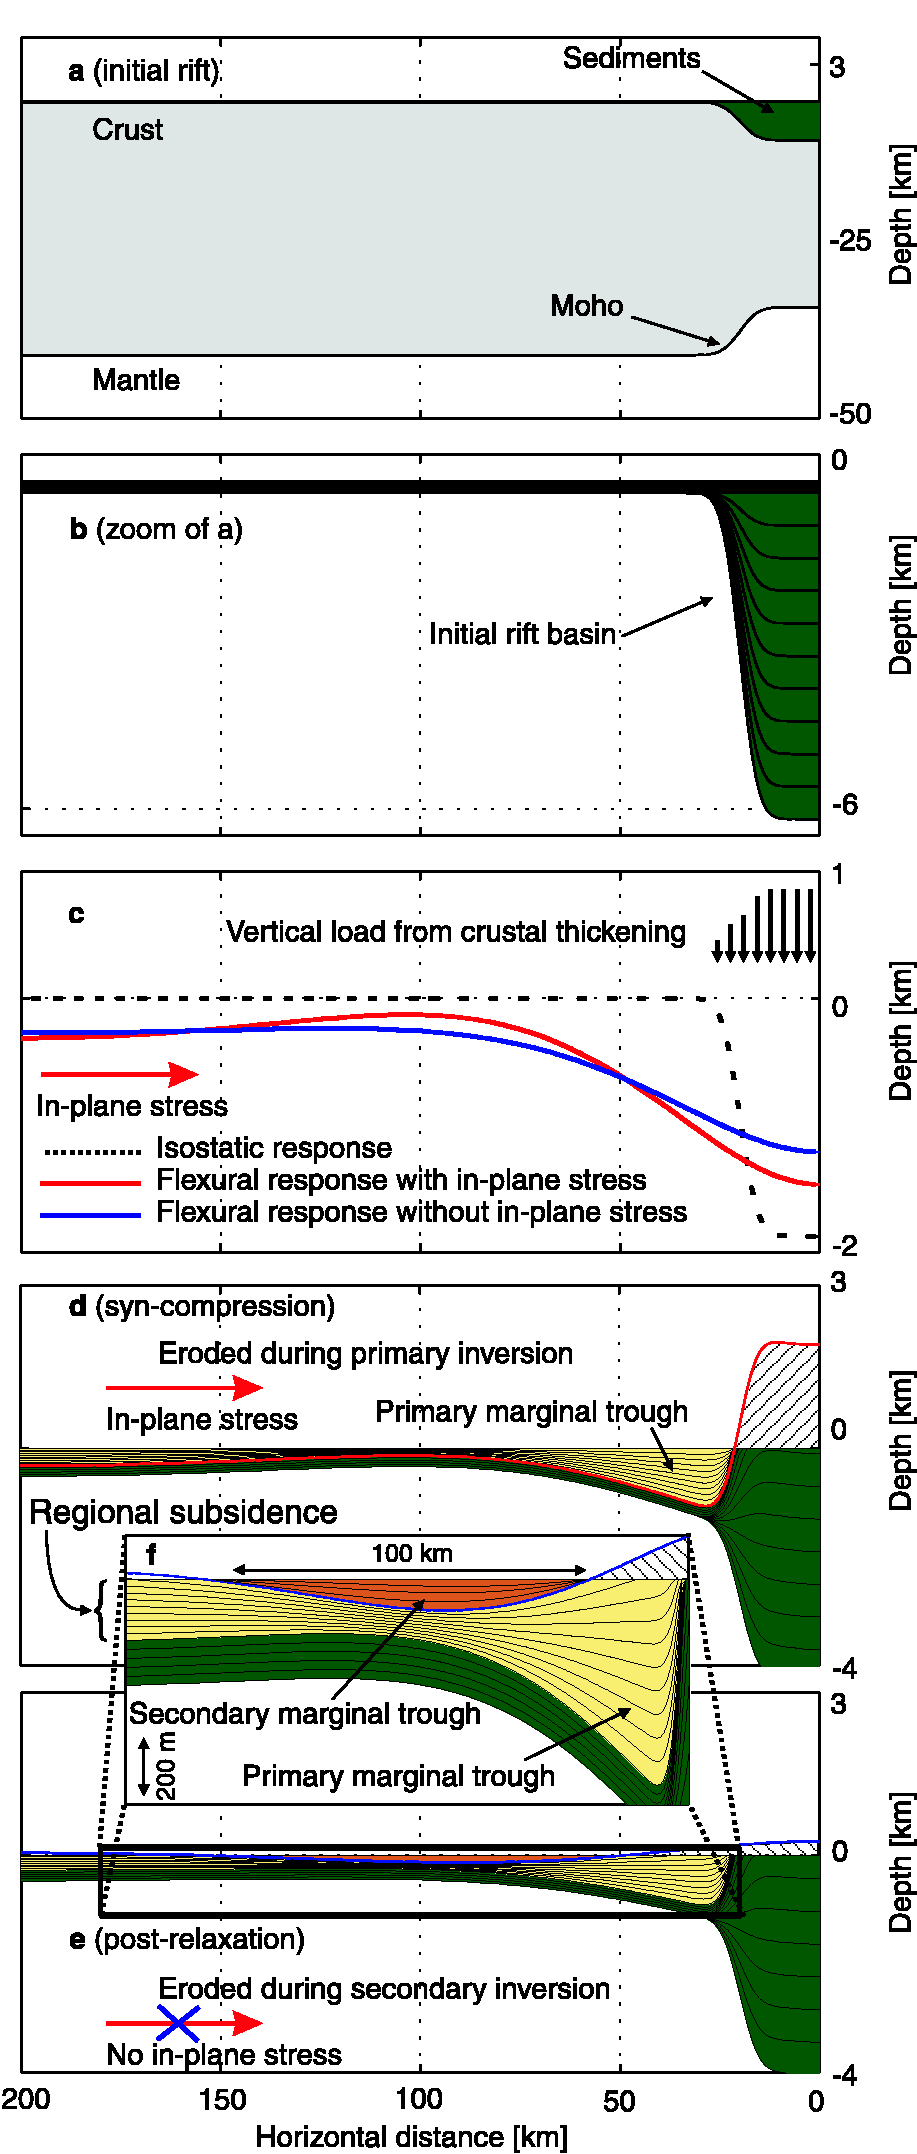 a (initial rift)
Sediments
3
Crust
Depth [km]
-25
Moho
Mantle
-50
0
b (zoom of a)
Depth [km]
Initial rift basin
-6
1
c
Vertical load from crustal thickening
0
Depth [km]
In-plane stress
Isostatic response
Flexural response with in-plane stress
Flexural response without in-plane stress
-2
3
d (syn-compression)
Eroded during primary inversion
In-plane stress
Primary marginal trough
0
Depth [km]
Regional subsidence
f
100 km
-4
3
Secondary marginal trough
200 m
Primary marginal trough
0
Depth [km]
e (post-relaxation)
Eroded during secondary inversion
No in-plane stress
-4
200 150 100 50 0
Horizontal distance [km]